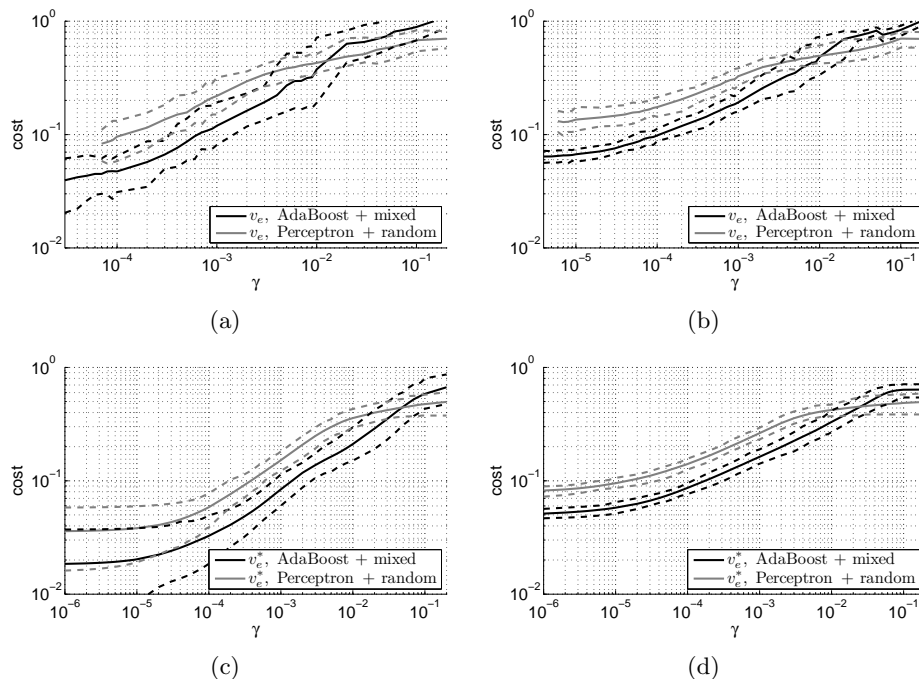 10^0
10^-1
10^-2
cost
v_e, AdaBoost + mixed
v_e, Perceptron + random
10^-4 10^-3 10^-2 10^-1
γ
(a)
10^0
10^-1
10^-2
cost
v_e, AdaBoost + mixed
v_e, Perceptron + random
10^-5 10^-4 10^-3 10^-2 10^-1
γ
(b)
10^0
10^-1
10^-2
cost
v_e^*, AdaBoost + mixed
v_e^*, Perceptron + random
10^-6 10^-5 10^-4 10^-3 10^-2 10^-1
γ
(c)
10^0
10^-1
10^-2
cost
v_e^*, AdaBoost + mixed
v_e^*, Perceptron + random
10^-6 10^-5 10^-4 10^-3 10^-2 10^-1
γ
(d)